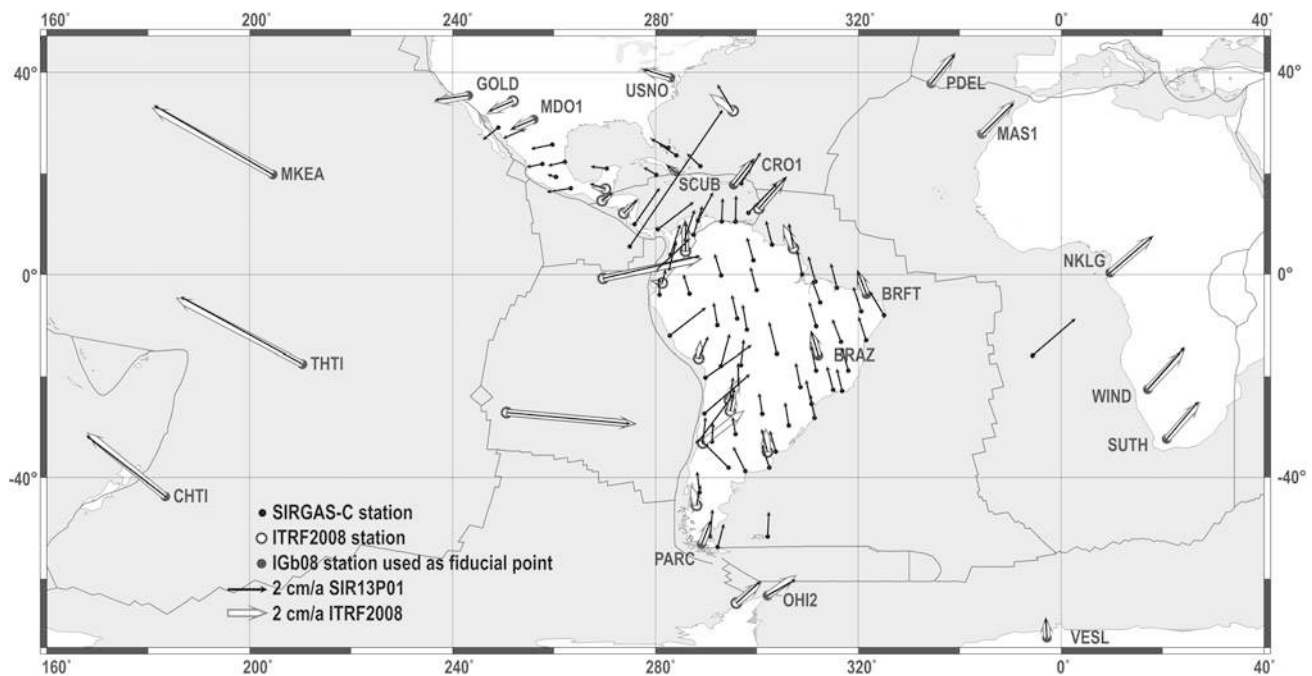 160° 200° 240° 280° 320° 0° 40°
40° 40°
GOLD
USNO
PDEL
MDO1
MAS1
MKEA
SCUB
CRO1
NKLG
0° 0°
BRFT
THTI
BRAZ
WIND
SUTH
-40° -40°
CHTI
SIRGAS-C station
ITRF2008 station
IGb08 station used as fiducial point
2 cm/a SIR13P01
2 cm/a ITRF2008
PARC
OHI2
VESL
160° 200° 240° 280° 320° 0° 40°